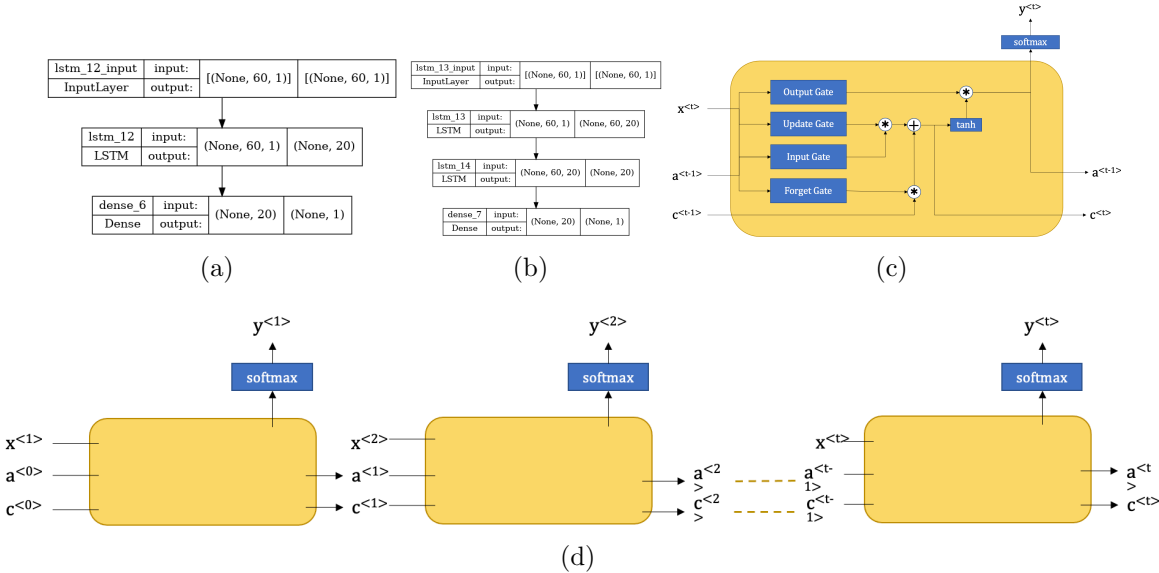 lstm_12_input input: [(None, 60, 1)] [(None, 60, 1)]
InputLayer output:
lstm_12 input: (None, 60, 1) (None, 20)
LSTM output:
dense_6 input: (None, 20) (None, 1)
Dense output:
(a)
lstm_13_input input: [(None, 60, 1)] [(None, 60, 1)]
InputLayer output:
lstm_13 input: (None, 60, 1) (None, 60, 20)
LSTM output:
lstm_14 input: (None, 60, 20) (None, 20)
LSTM output:
dense_7 input: (None, 20) (None, 1)
Dense output:
(b)
y<t>
softmax
Output Gate
x<t>
Update Gate
tanh
Input Gate
a<t-1>
a<t-1>
Forget Gate
c<t-1>
c<t>
(c)
y<1>
softmax
x<1>
a<0>
c<0>
y<2>
softmax
x<2>
a<1>
c<1>
a<2
>
c<2
>
y<t>
softmax
x<t>
a<t-
1>
c<t-
1>
a<t
>
c<t>
(d)